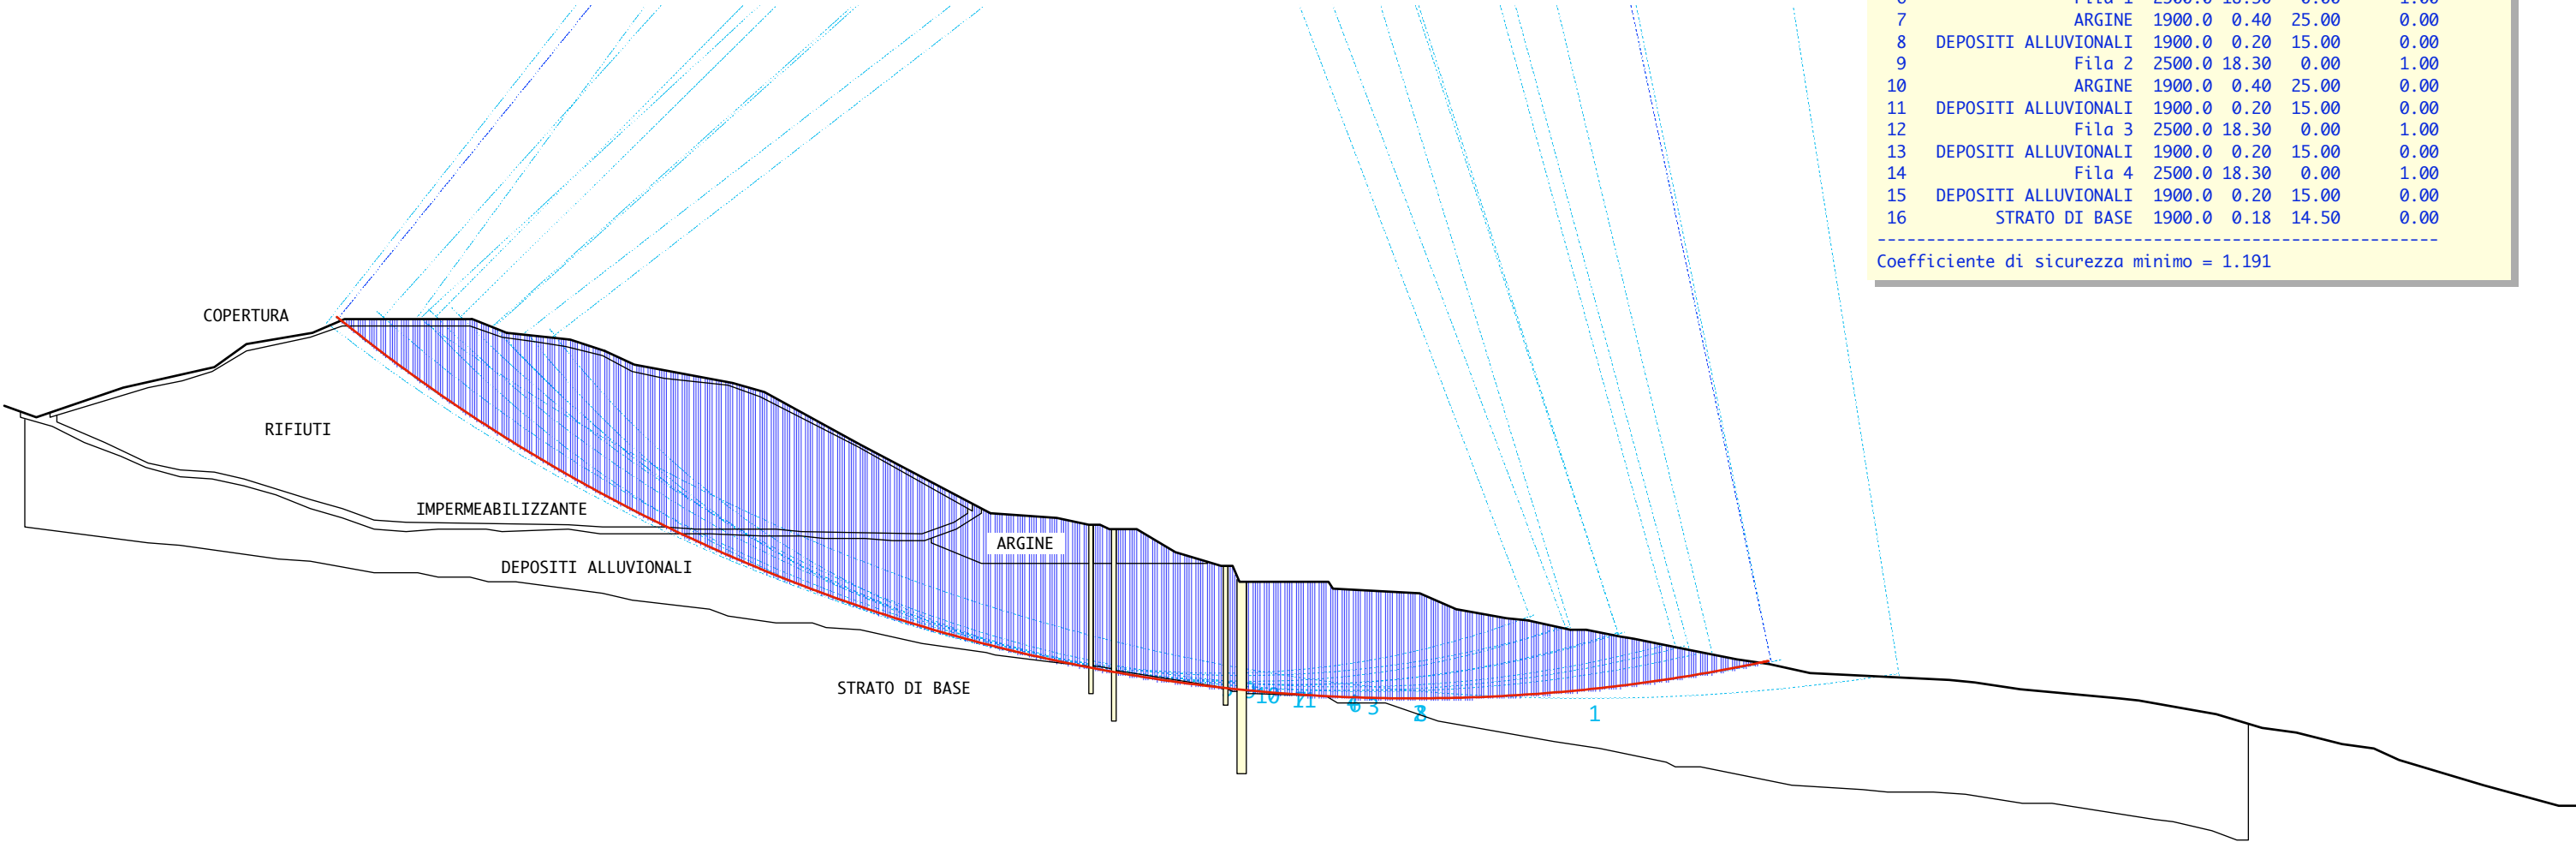 7 ARGINE 1900.0 0.40 25.00 0.00
8 DEPOSITI ALLUVIONALI 1900.0 0.20 15.00 0.00
9 Fila 2 2500.0 18.30 0.00 1.00
10 ARGINE 1900.0 0.40 25.00 0.00
11 DEPOSITI ALLUVIONALI 1900.0 0.20 15.00 0.00
12 Fila 3 2500.0 18.30 0.00 1.00
13 DEPOSITI ALLUVIONALI 1900.0 0.20 15.00 0.00
14 Fila 4 2500.0 18.30 0.00 1.00
15 DEPOSITI ALLUVIONALI 1900.0 0.20 15.00 0.00
16 STRATO DI BASE 1900.0 0.18 14.50 0.00
---------------------------------------------------------
Coefficiente di sicurezza minimo = 1.191
COPERTURA
RIFIUTI
IMPERMEABILIZZANTE
ARGINE
DEPOSITI ALLUVIONALI
STRATO DI BASE
9 10 11 3 1